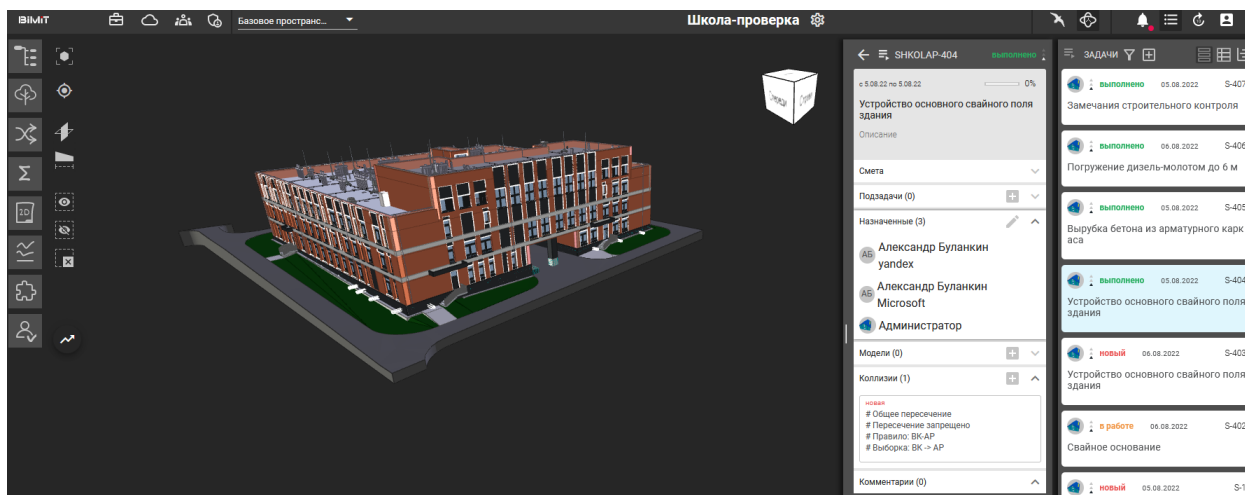 BIMIT
Базовое пространс...
Школа-проверка
SHKOLAP-404
выполнено
с 5.08.22 по 5.08.22
0%
Устройство основного свайного поля
здания
Описание
Смета
Подзадачи (0)
Назначенные (3)
АБ
Александр Буланкин
yandex
АБ
Александр Буланкин
Microsoft
Администратор
Модели (0)
Коллизии (1)
новая
# Общее пересечение
# Пересечение запрещено
# Правило: ВК-АР
# Выборка: ВК -> АР
Комментарии (0)
ЗАДАЧИ
выполнено 05.08.2022 S-407
Замечания строительного контроля
выполнено 06.08.2022 S-406
Погружение дизель-молотом до 6 м
выполнено 05.08.2022 S-405
Вырубка бетона из арматурного карк
аса
выполнено 05.08.2022 S-404
Устройство основного свайного поля
здания
новый 06.08.2022 S-403
Устройство основного свайного поля
здания
в работе 06.08.2022 S-402
Свайное основание
новый 05.08.2022 S-1
1D